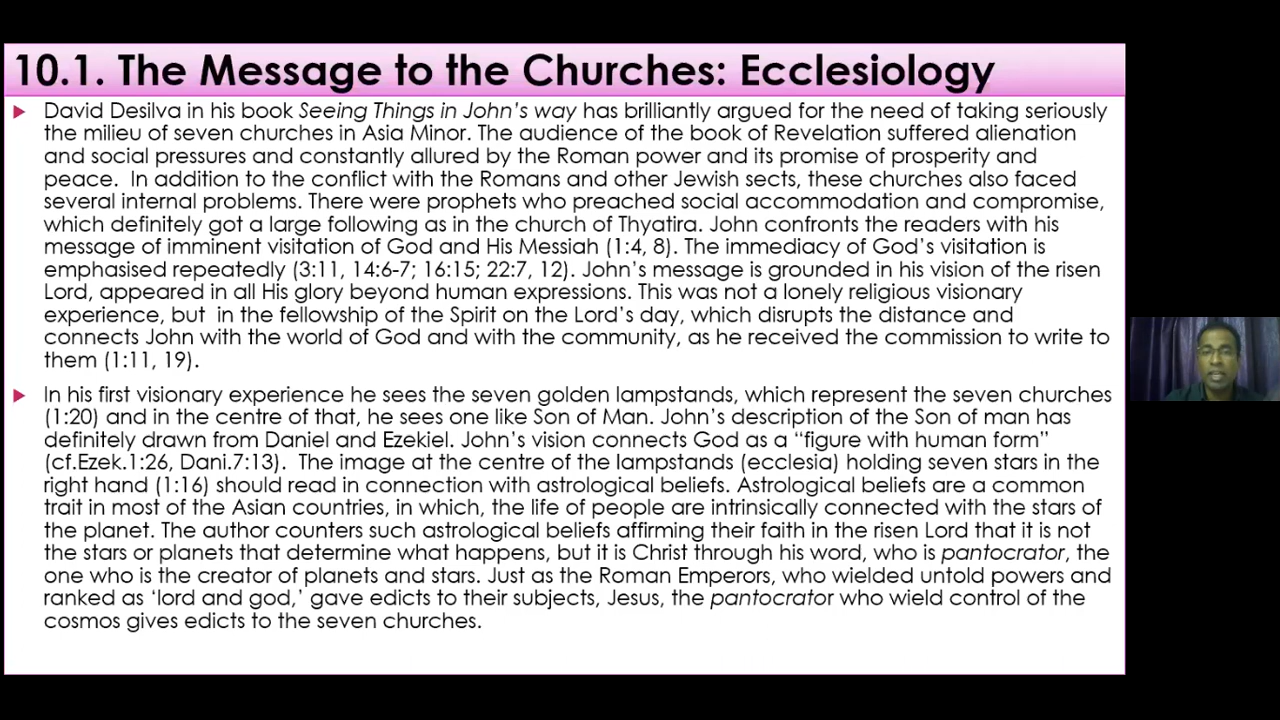 10.1. The Message to the Churches: Ecclesiology
David Desilva in his book Seeing Things in John's way has brilliantly argued for the need of taking seriously
the milieu of seven churches in Asia Minor. The audience of the book of Revelation suffered alienation
and social pressures and constantly allured by the Roman power and its promise of prosperity and
peace.  In addition to the conflict with the Romans and other Jewish sects, these churches also faced
several internal problems. There were prophets who preached social accommodation and compromise,
which definitely got a large following as in the church of Thyatira. John confronts the readers with his
message of imminent visitation of God and His Messiah (1:4, 8). The immediacy of God's visitation is
emphasised repeatedly (3:11, 14:6-7; 16:15; 22:7, 12). John's message is grounded in his vision of the risen
Lord, appeared in all His glory beyond human expressions. This was not a lonely religious visionary
experience, but  in the fellowship of the Spirit on the Lord's day, which disrupts the distance and
connects John with the world of God and with the community, as he received the commission to write to
them (1:11, 19).
In his first visionary experience he sees the seven golden lampstands, which represent the seven churches
(1:20) and in the centre of that, he sees one like Son of Man. John's description of the Son of man has
definitely drawn from Daniel and Ezekiel. John's vision connects God as a “figure with human form”
(cf.Ezek.1:26, Dani.7:13).  The image at the centre of the lampstands (ecclesia) holding seven stars in the
right hand (1:16) should read in connection with astrological beliefs. Astrological beliefs are a common
trait in most of the Asian countries, in which, the life of people are intrinsically connected with the stars of
the planet. The author counters such astrological beliefs affirming their faith in the risen Lord that it is not
the stars or planets that determine what happens, but it is Christ through his word, who is pantocrator, the
one who is the creator of planets and stars. Just as the Roman Emperors, who wielded untold powers and
ranked as ‘lord and god,’ gave edicts to their subjects, Jesus, the pantocrator who wield control of the
cosmos gives edicts to the seven churches.